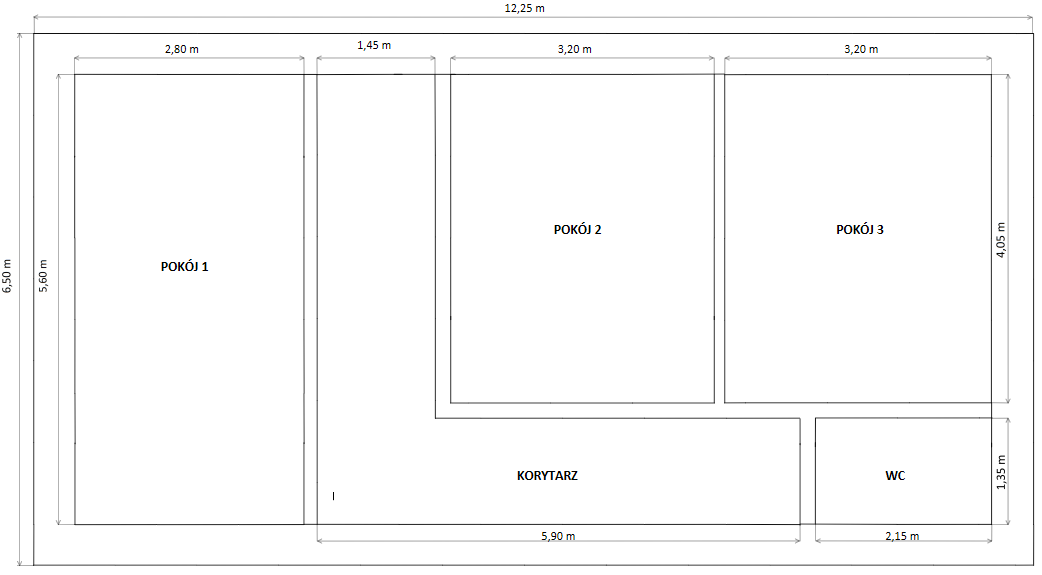 12,25 m
2,80 m
1,45 m
3,20 m
3,20 m
6,50 m
5,60 m
POKÓJ 1
POKÓJ 2
POKÓJ 3
4,05 m
KORYTARZ
WC
1,35 m
5,90 m
2,15 m